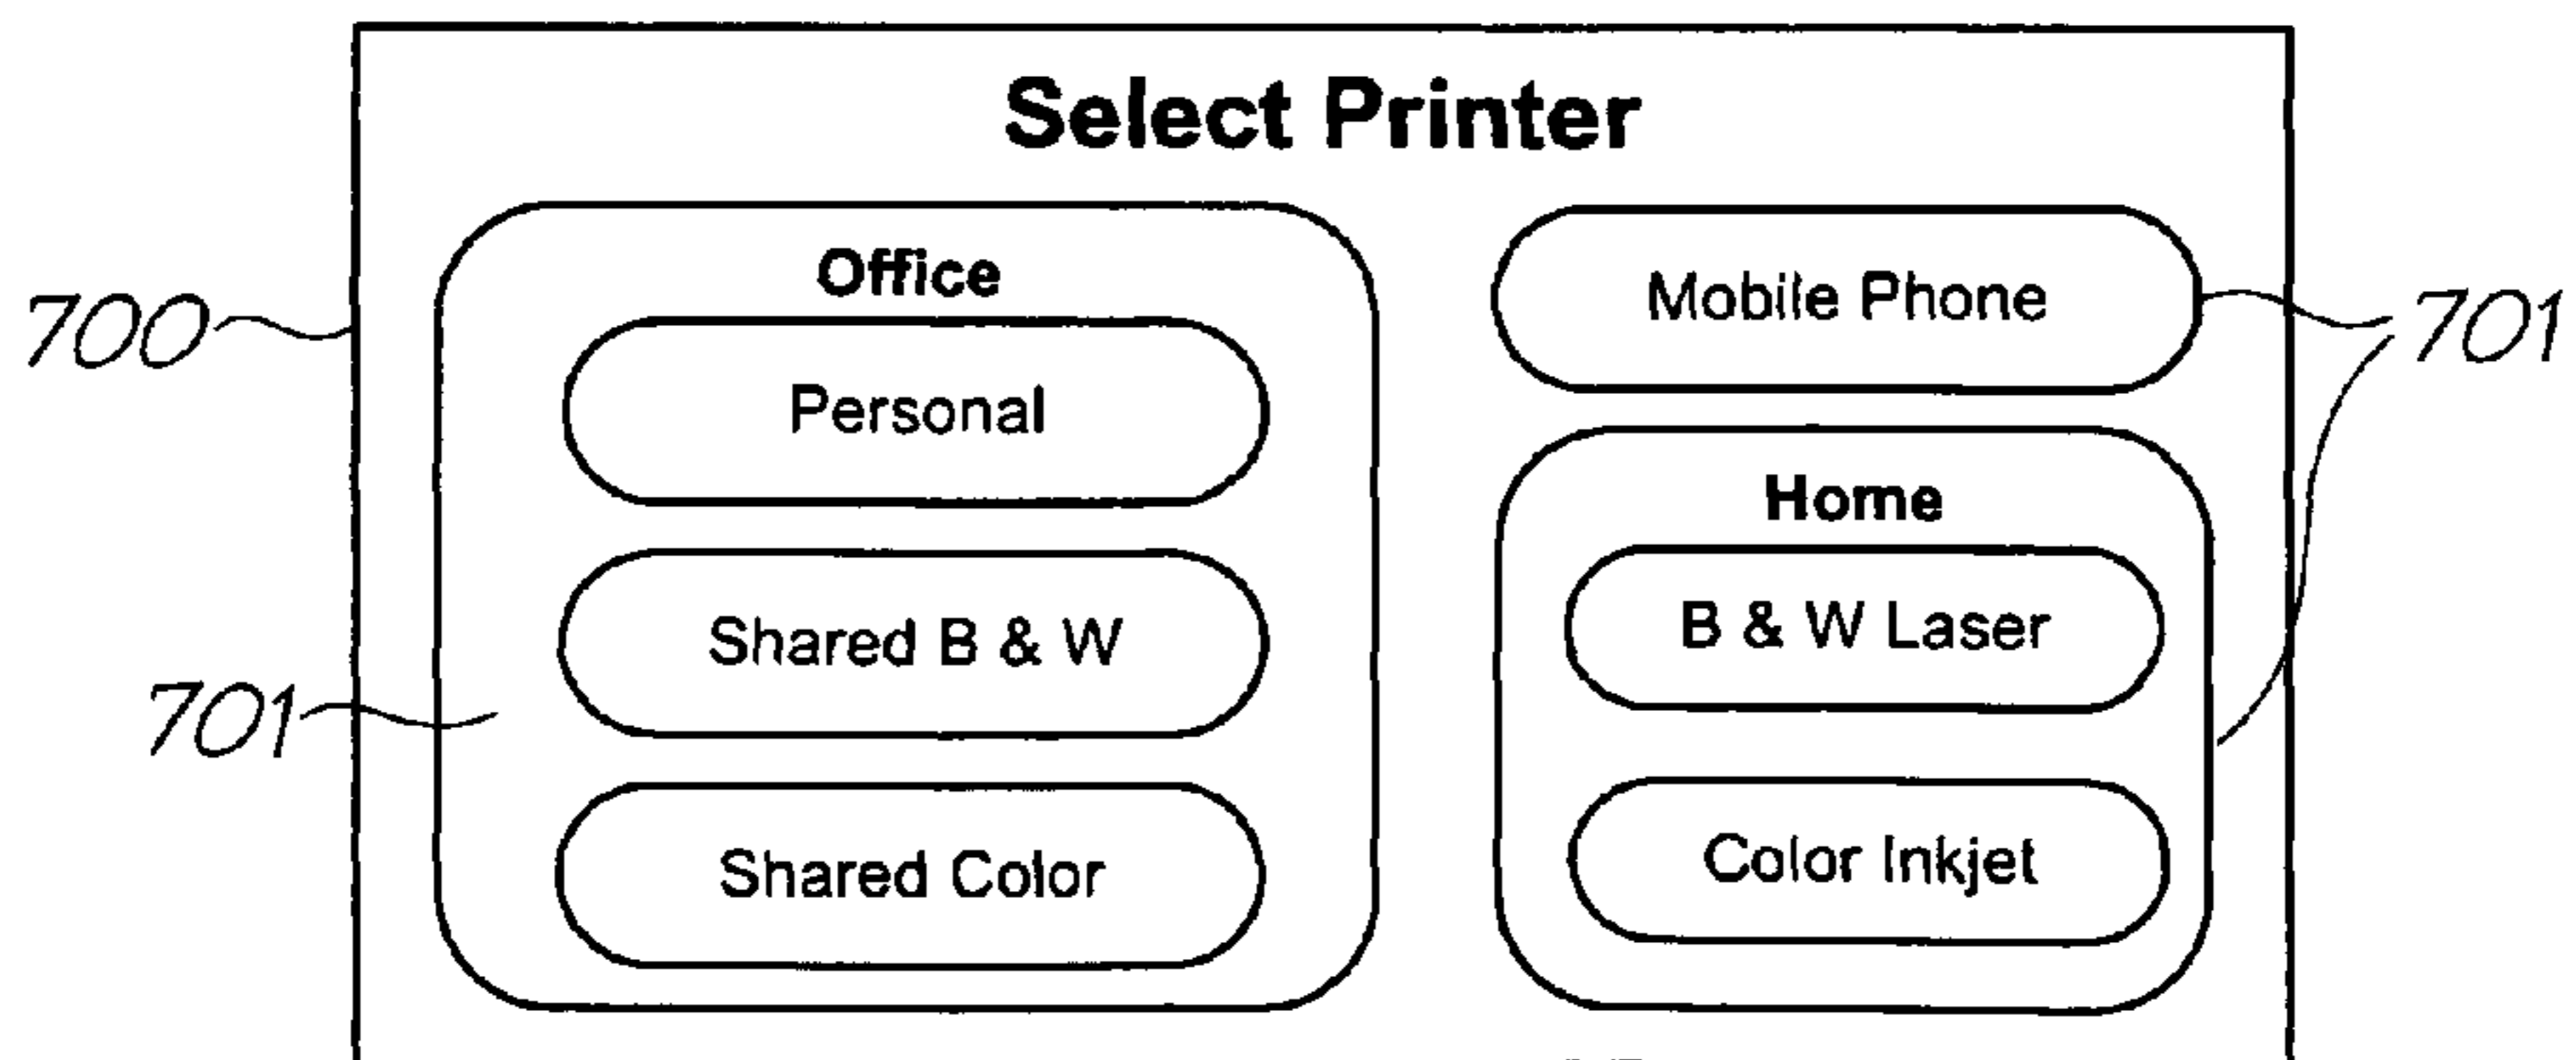 Select Printer
Office
Personal
Shared B & W
Shared Color
Mobile Phone
Home
B & W Laser
Color Inkjet
700
701
701